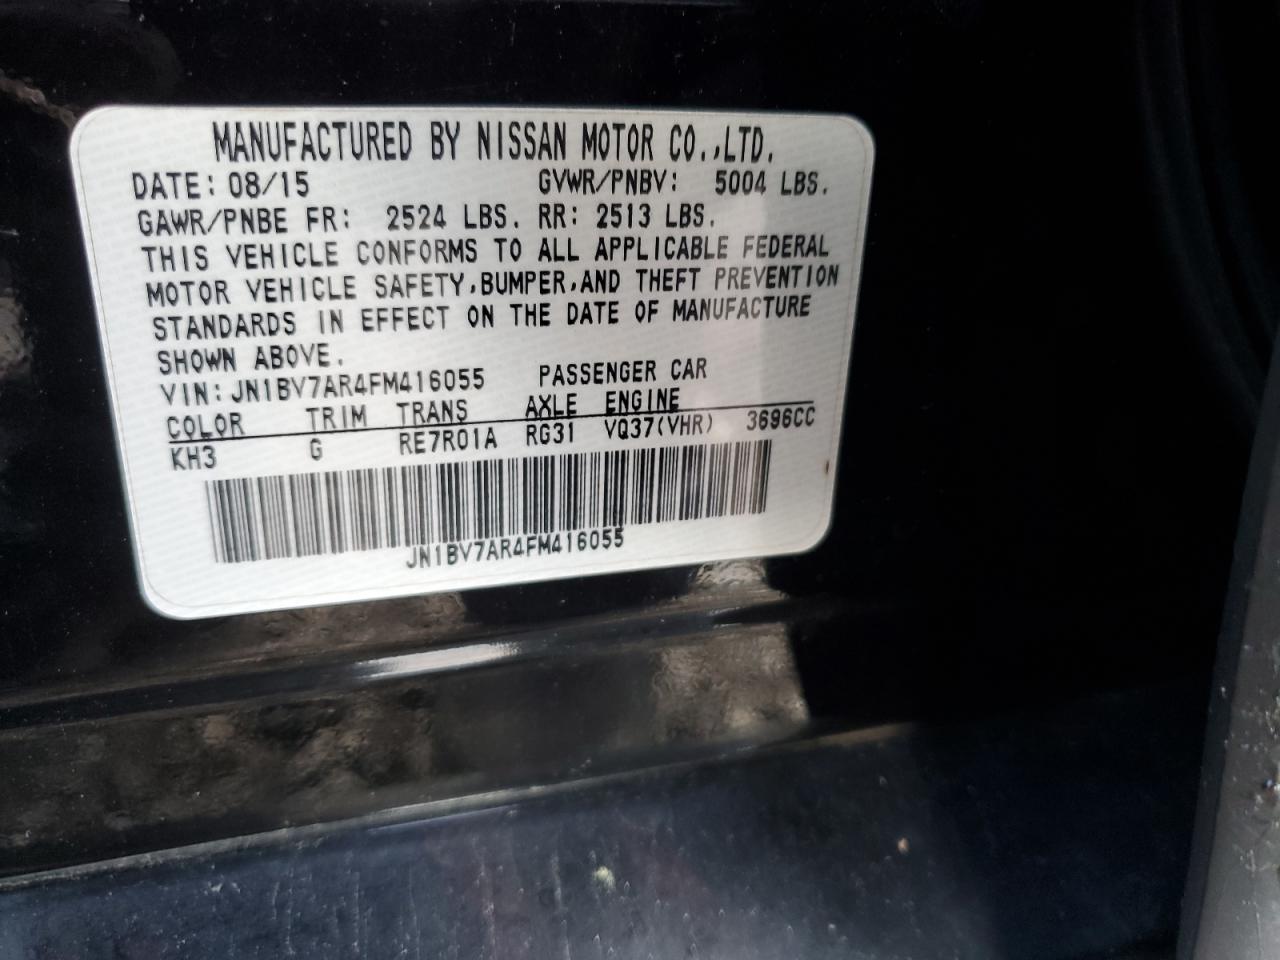 MANUFACTURED BY NISSAN MOTOR CO.,LTD.
DATE: 08/15 GVWR/PNBV: 5004 LBS.
GAWR/PNBE FR: 2524 LBS. RR: 2513 LBS.
THIS VEHICLE CONFORMS TO ALL APPLICABLE FEDERAL
MOTOR VEHICLE SAFETY,BUMPER,AND THEFT PREVENTION
STANDARDS IN EFFECT ON THE DATE OF MANUFACTURE
SHOWN ABOVE.
VIN: JN1BV7AR4FM416055 PASSENGER CAR
COLOR TRIM TRANS AXLE ENGINE
KH3 G RE7R01A RG31 VQ37(VHR) 3696CC
JN1BV7AR4FM416055